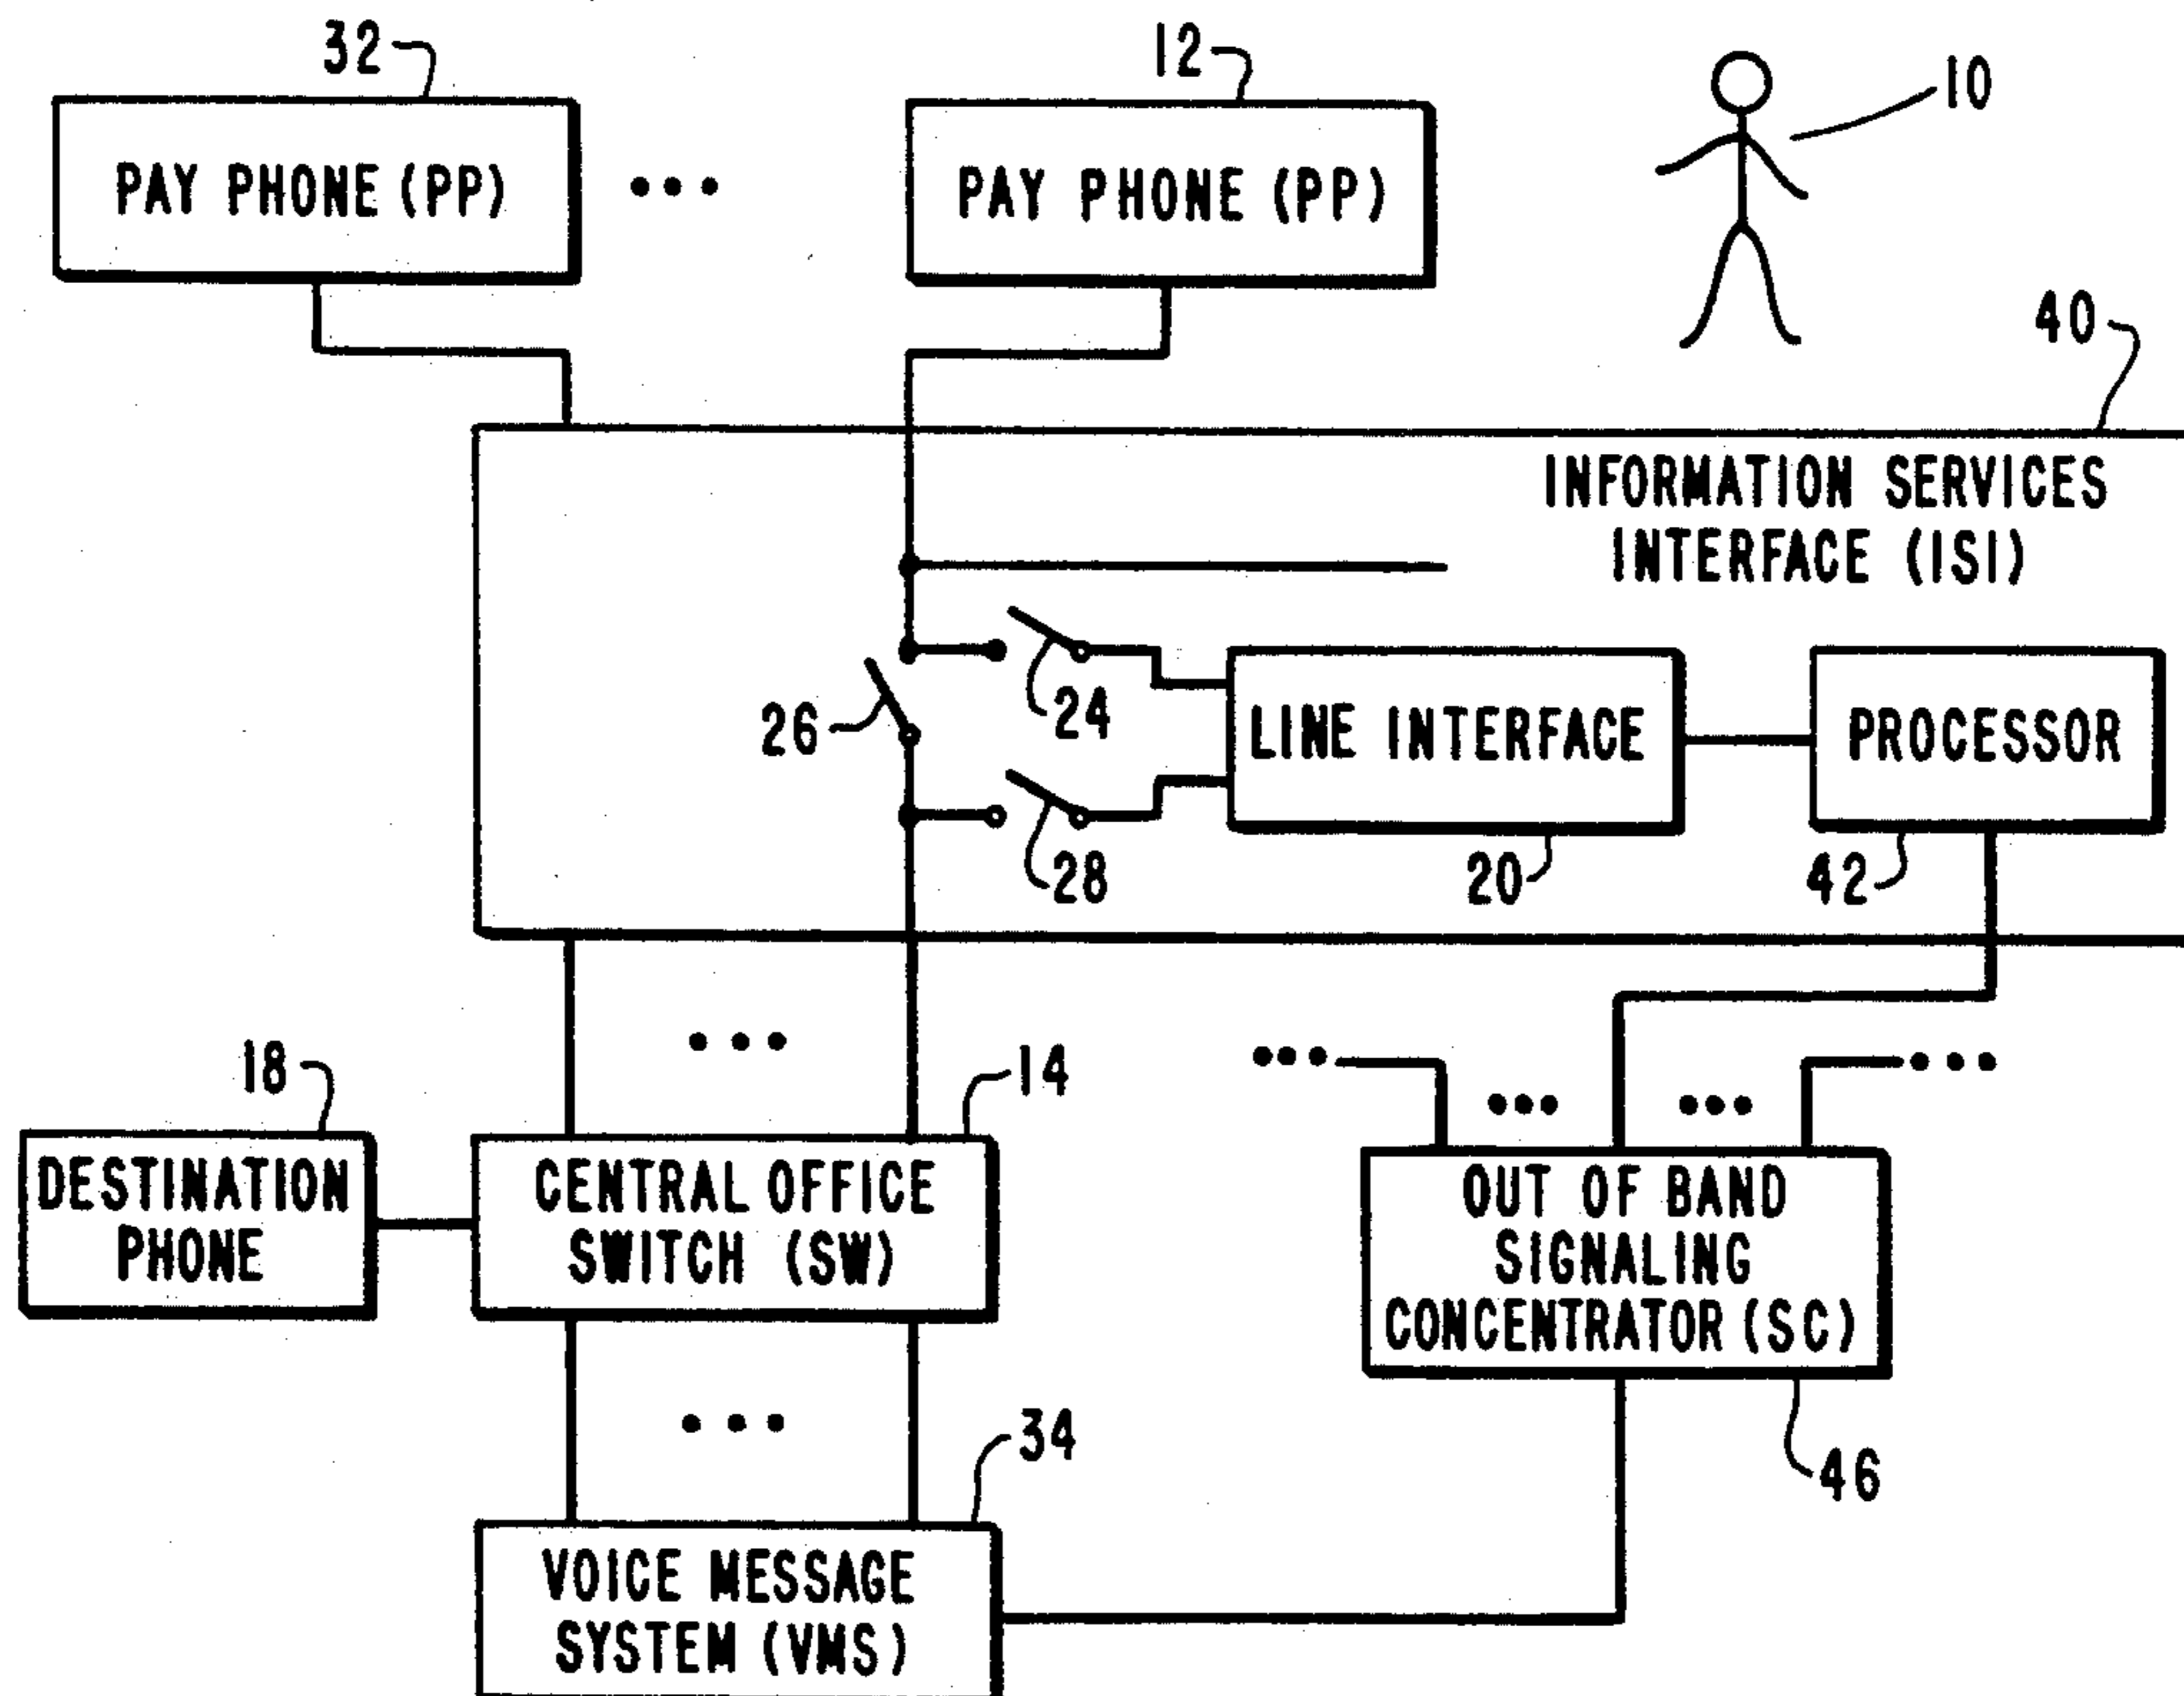 32
12
10
PAY PHONE (PP)
•••
PAY PHONE (PP)
40
INFORMATION SERVICES
INTERFACE (ISI)
24
26
LINE INTERFACE
PROCESSOR
28
20
42
•••
18
14
•••
•••
•••
•••
DESTINATION
PHONE
CENTRAL OFFICE
SWITCH (SW)
OUT OF BAND
SIGNALING
CONCENTRATOR (SC)
•••
34
46
VOICE MESSAGE
SYSTEM (VMS)